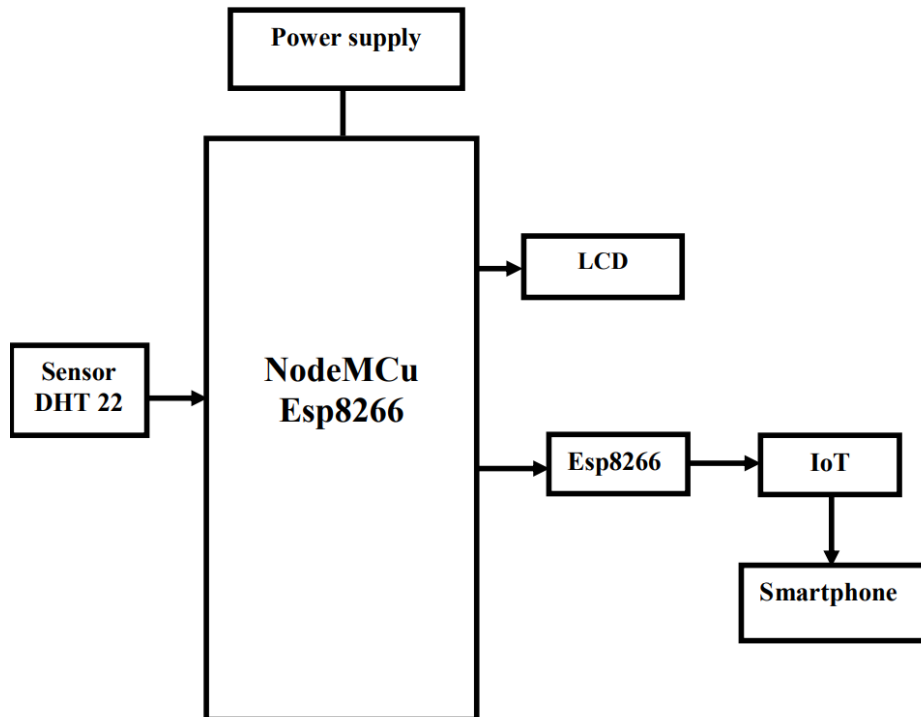 Power supply
LCD
Sensor
DHT 22
NodeMCu
Esp8266
Esp8266
IoT
Smartphone